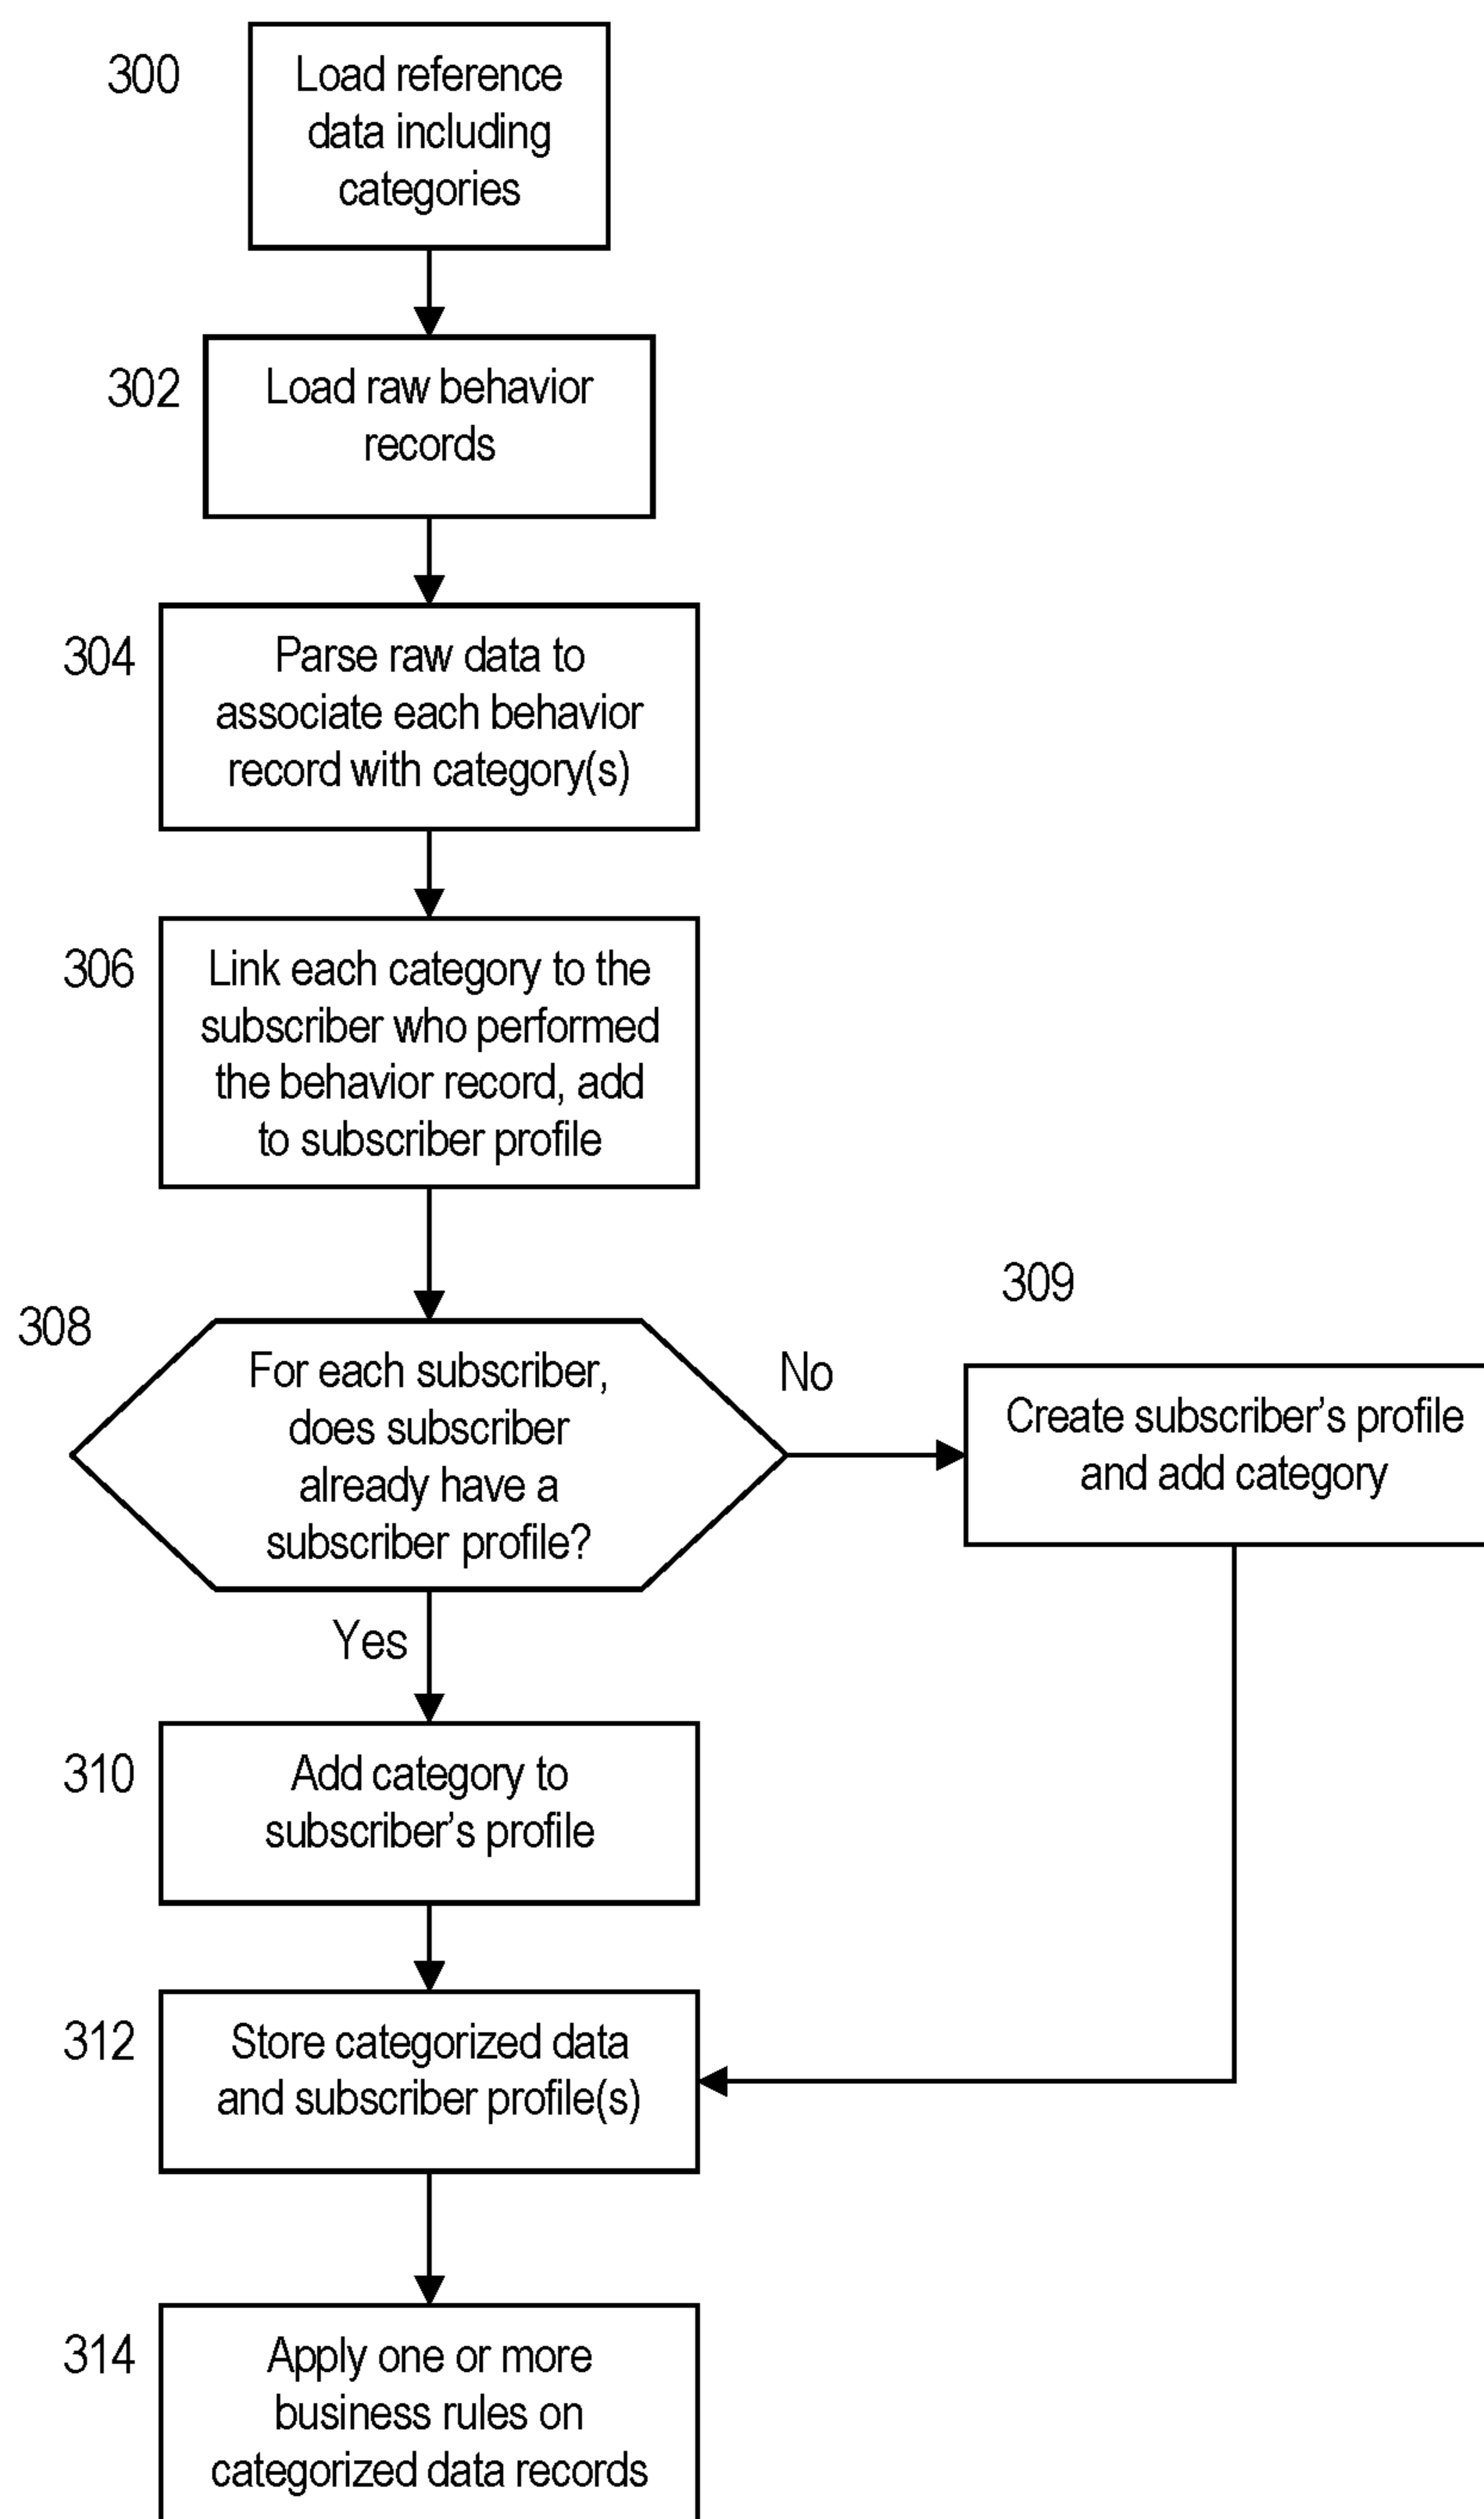 300
Load reference
data including
categories
302
Load raw behavior
records
304
Parse raw data to
associate each behavior
record with category(s)
306
Link each category to the
subscriber who performed
the behavior record, add
to subscriber profile
308
For each subscriber,
does subscriber
already have a
subscriber profile?
No
309
Create subscriber's profile
and add category
Yes
310
Add category to
subscriber's profile
312
Store categorized data
and subscriber profile(s)
314
Apply one or more
business rules on
categorized data records